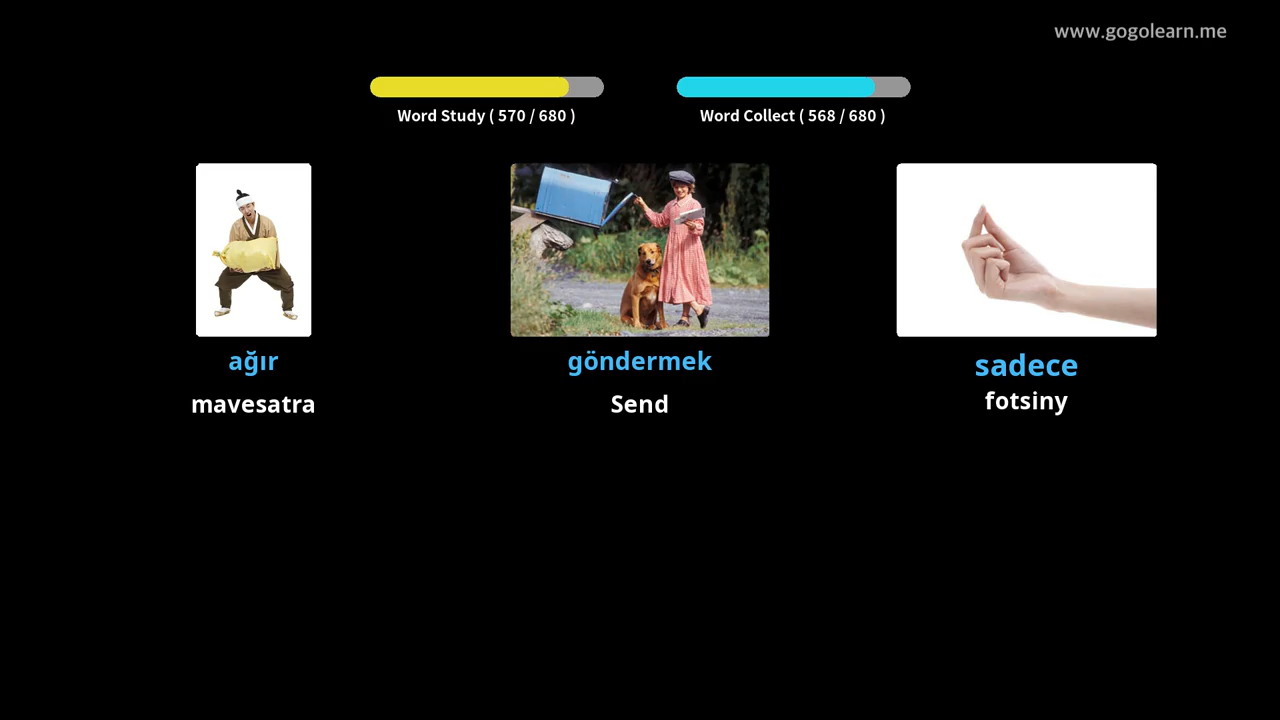 www.gogolearn.me
Word Study ( 570 / 680 )
Word Collect ( 568 / 680 )
ağır
mavesatra
göndermek
Send
sadece
fotsiny